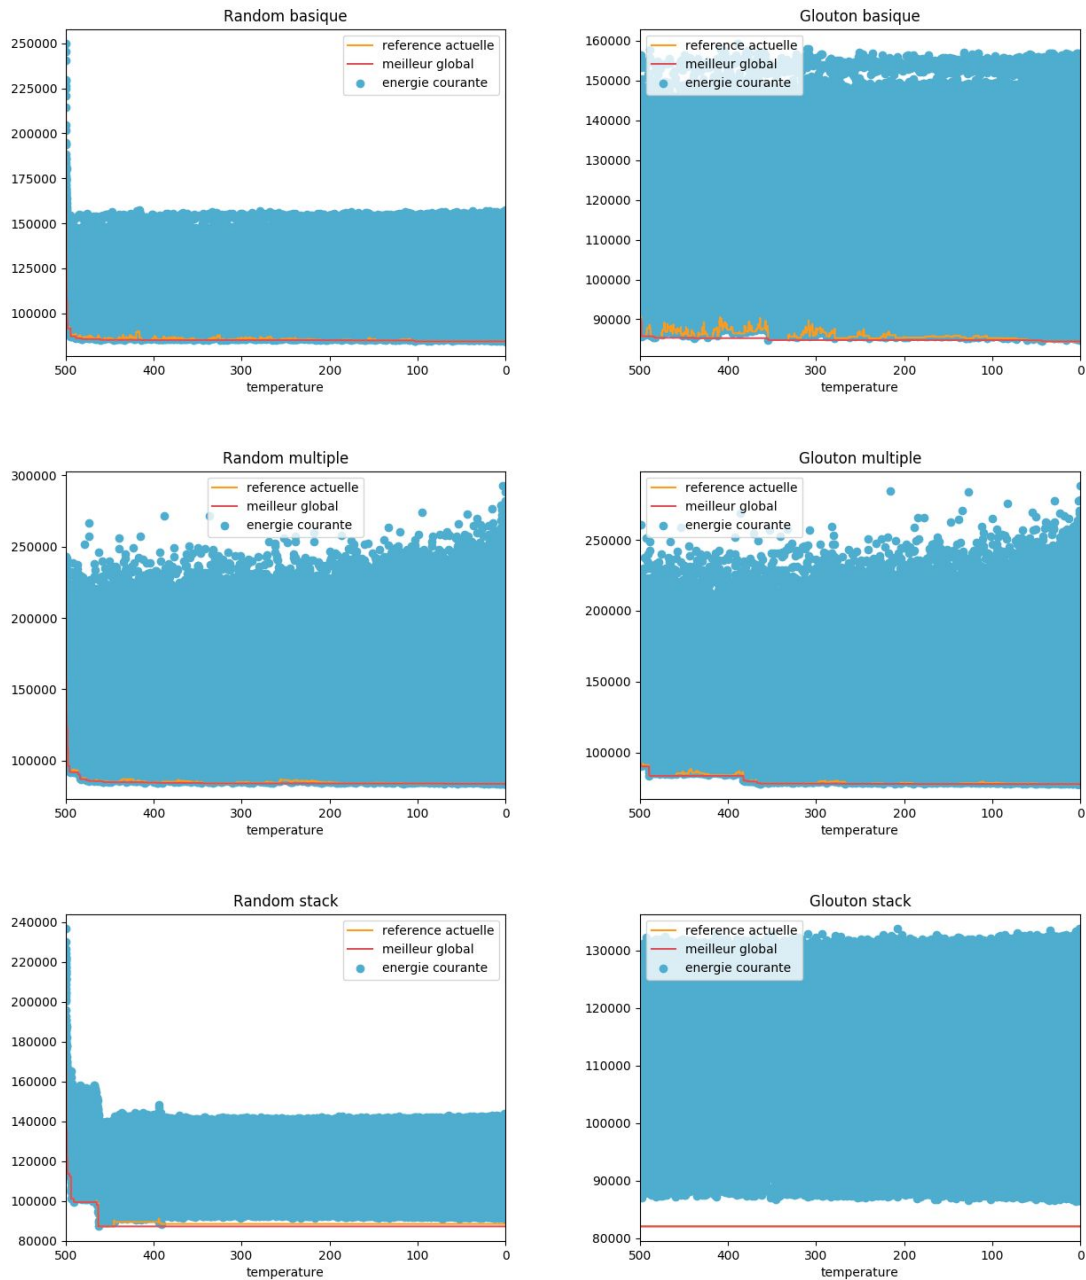 Random basique
250000
225000
200000
175000
150000
125000
100000
reference actuelle
meilleur global
energie courante
500 400 300 200 100 0
temperature
Glouton basique
160000
150000
140000
130000
120000
110000
100000
90000
reference actuelle
meilleur global
energie courante
500 400 300 200 100 0
temperature
Random multiple
300000
250000
200000
150000
100000
reference actuelle
meilleur global
energie courante
500 400 300 200 100 0
temperature
Glouton multiple
250000
200000
150000
100000
reference actuelle
meilleur global
energie courante
500 400 300 200 100 0
temperature
Random stack
240000
220000
200000
180000
160000
140000
120000
100000
80000
reference actuelle
meilleur global
energie courante
500 400 300 200 100 0
temperature
Glouton stack
130000
120000
110000
100000
90000
80000
reference actuelle
meilleur global
energie courante
500 400 300 200 100 0
temperature